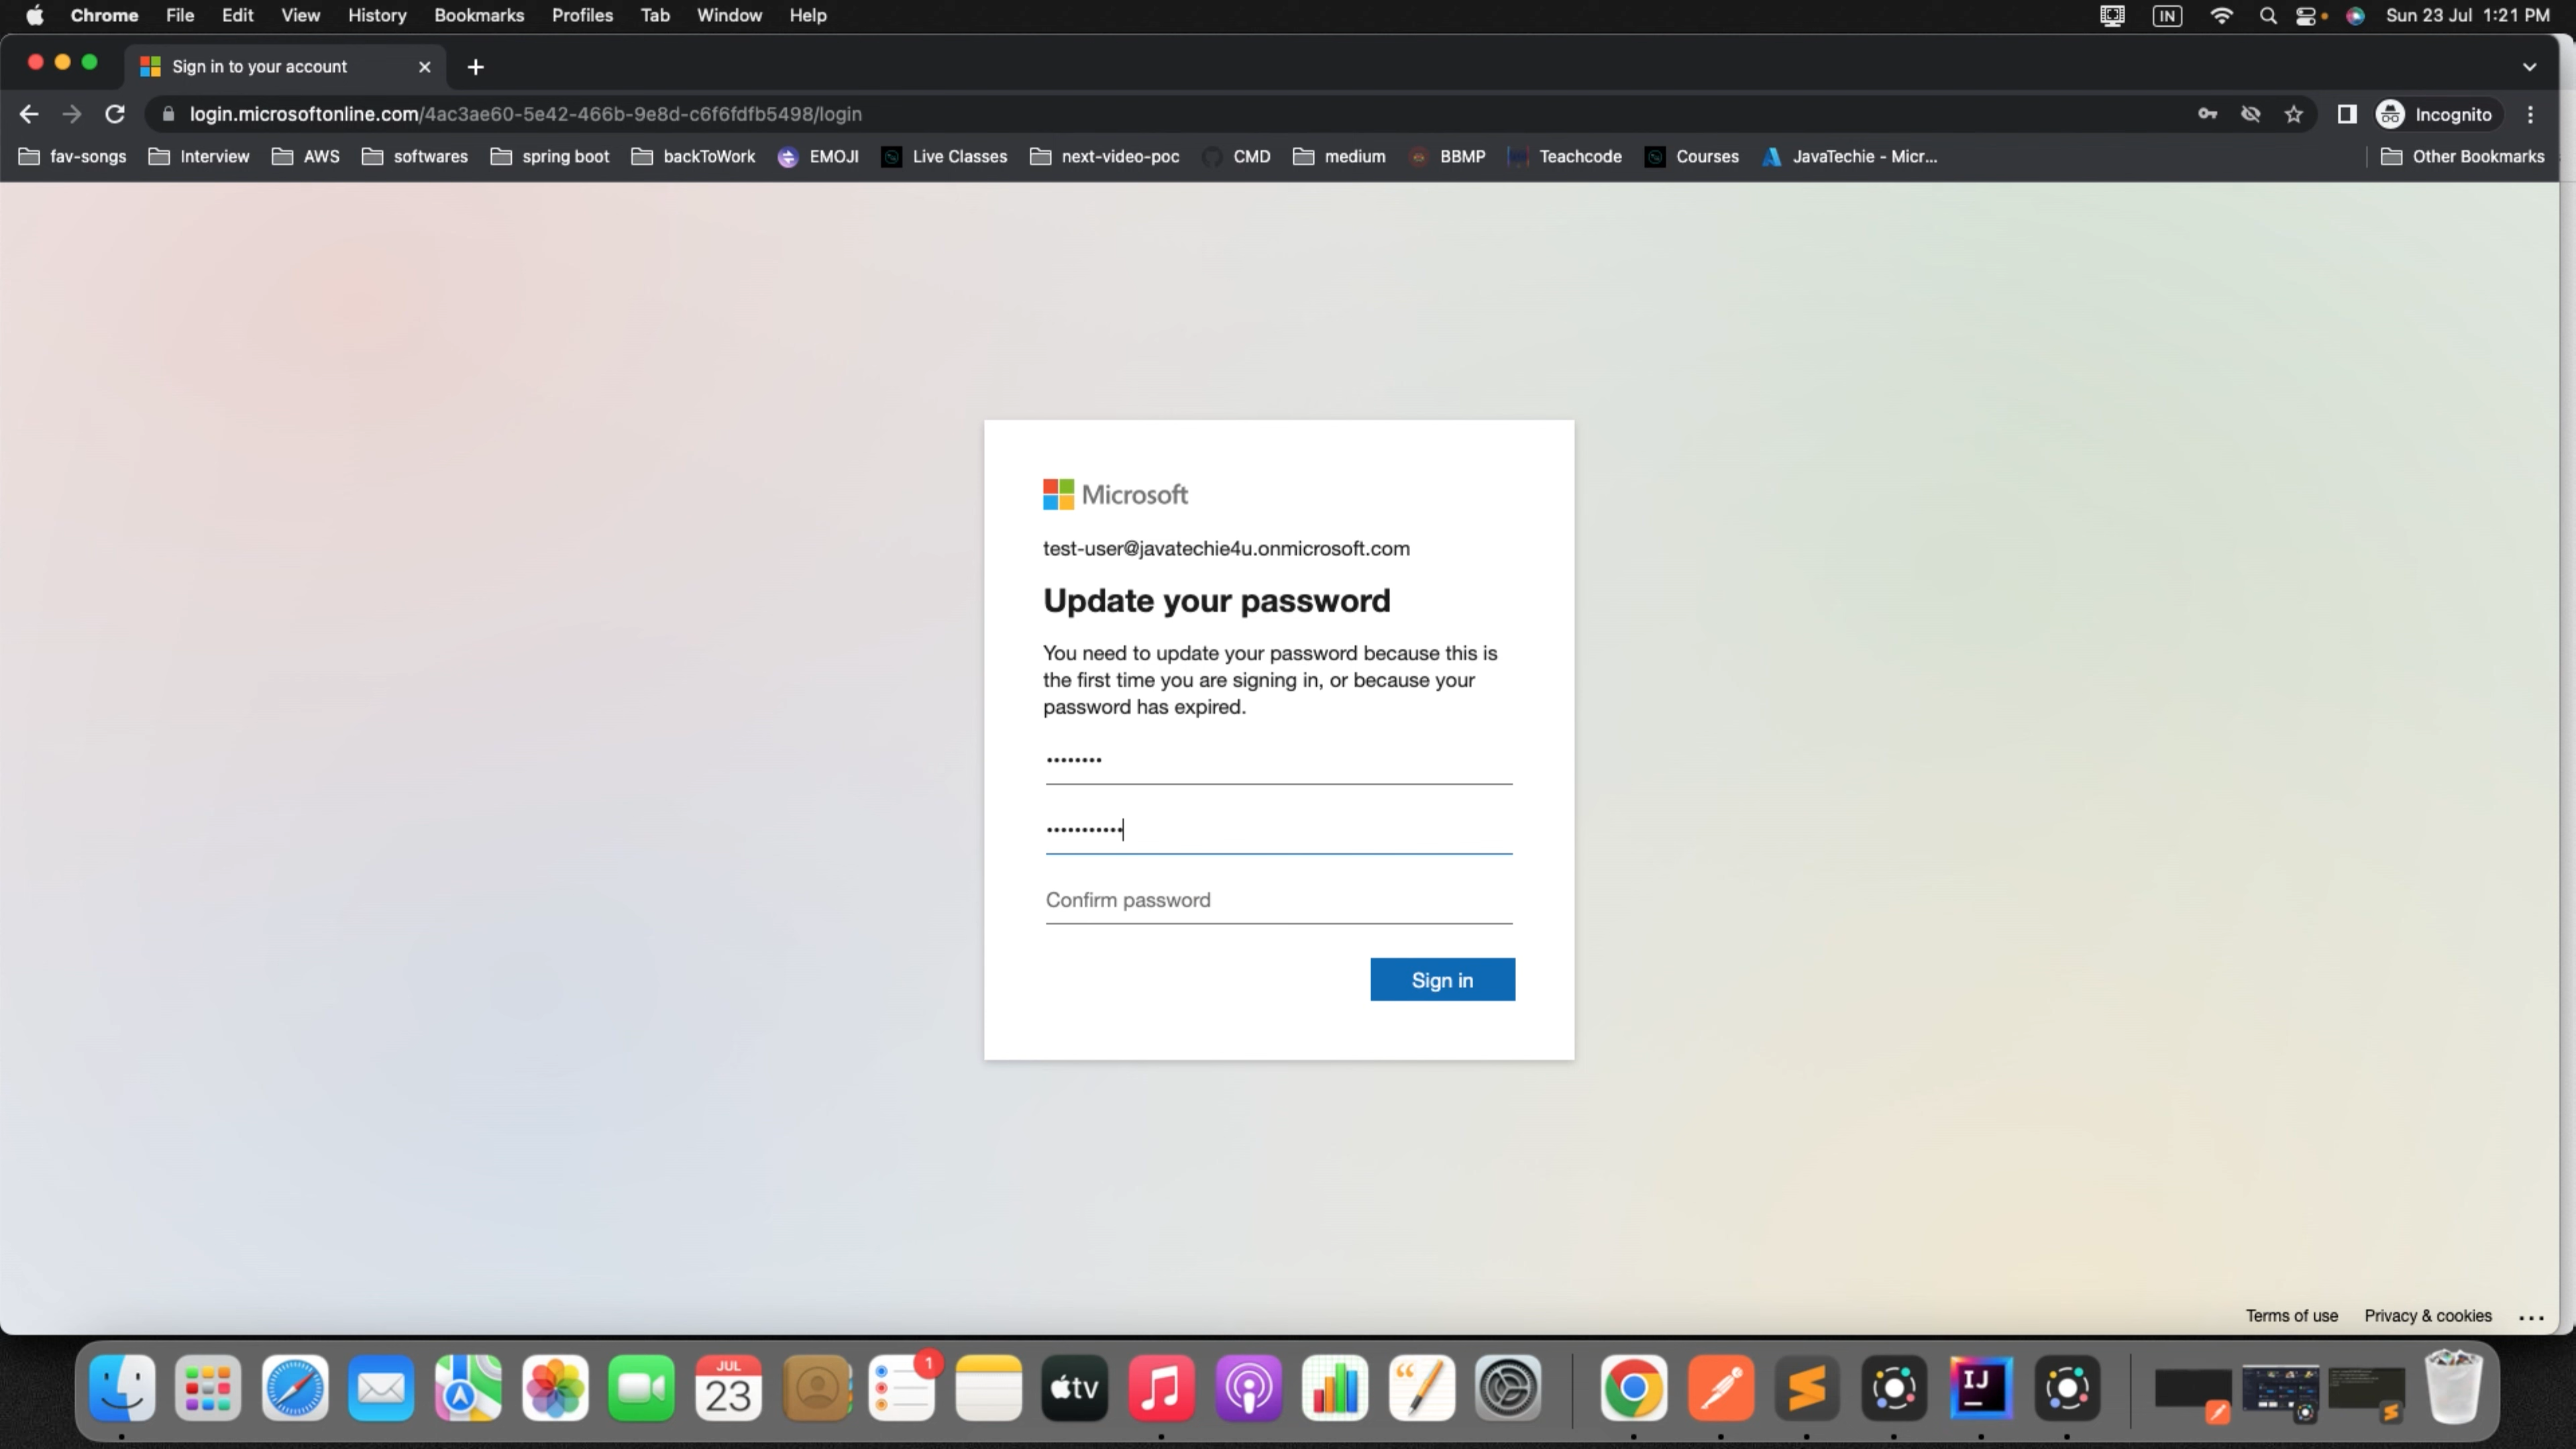 Chrome File Edit View History Bookmarks Profiles Tab Window Help IN Sun 23 Jul 1:21 PM
Sign in to your account
login.microsoftonline.com/4ac3ae60-5e42-466b-9e8d-c6f6fdfb5498/login Incognito
fav-songs Interview AWS softwares spring boot backToWork EMOJI Live Classes next-video-poc CMD medium BBMP Teachcode Courses JavaTechie - Micr... Other Bookmarks
Microsoft
test-user@javatechie4u.onmicrosoft.com
Update your password
You need to update your password because this is
the first time you are signing in, or because your
password has expired.
••••••••
•••••••••••
Confirm password
Sign in
Terms of use Privacy & cookies ...
JUL
23
1
tv
IJ